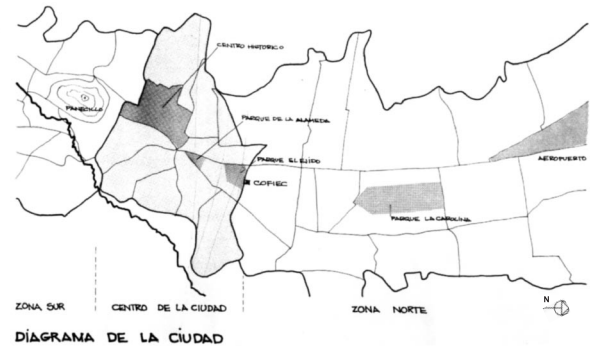 CENTRO HISTORICO
PANECILLO
PARQUE DE LA ALAMEDA
PARQUE EL EJIDO
AEROPUERTO
COFIEC
PARQUE LA CAROLINA
N
ZONA SUR
CENTRO DE LA CIUDAD
ZONA NORTE
DIAGRAMA DE LA CIUDAD